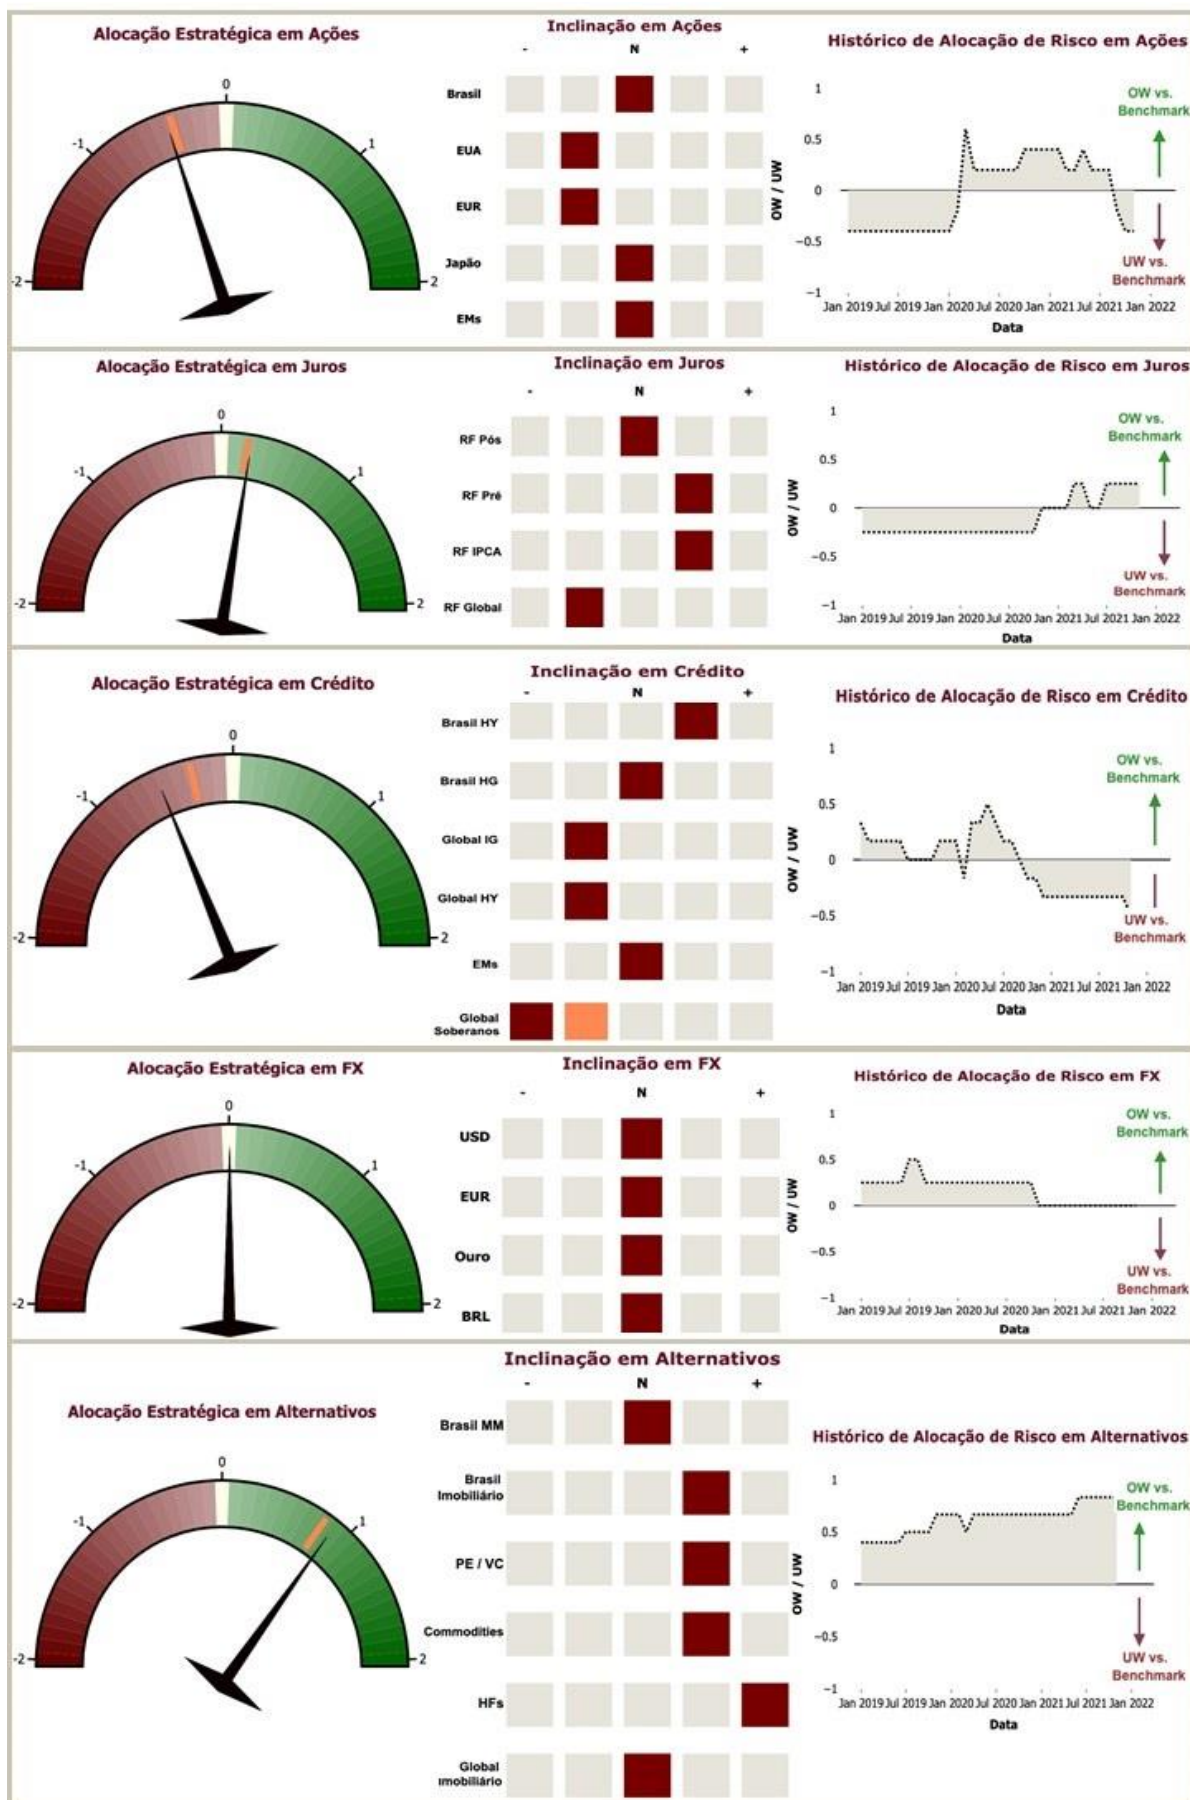 Alocação Estratégica em Ações
0
-1
1
-2
2
Inclinação em Ações
- N +
Brasil
EUA
EUR
Japão
EMs
Histórico de Alocação de Risco em Ações
OW / UW
1
0.5
0
−0.5
−1
OW vs.
Benchmark
UW vs.
Benchmark
Jan 2019 Jul 2019 Jan 2020 Jul 2020 Jan 2021 Jul 2021 Jan 2022
Data
Alocação Estratégica em Juros
0
-1
1
-2
2
Inclinação em Juros
- N +
RF Pós
RF Pré
RF IPCA
RF Global
Histórico de Alocação de Risco em Juros
OW / UW
1
0.5
0
−0.5
−1
OW vs.
Benchmark
UW vs.
Benchmark
Jan 2019 Jul 2019 Jan 2020 Jul 2020 Jan 2021 Jul 2021 Jan 2022
Data
Alocação Estratégica em Crédito
0
-1
1
-2
2
Inclinação em Crédito
- N +
Brasil HY
Brasil HG
Global IG
Global HY
EMs
Global
Soberanos
Histórico de Alocação de Risco em Crédito
OW / UW
1
0.5
0
−0.5
−1
OW vs.
Benchmark
UW vs.
Benchmark
Jan 2019 Jul 2019 Jan 2020 Jul 2020 Jan 2021 Jul 2021 Jan 2022
Data
Alocação Estratégica em FX
0
-1
1
-2
2
Inclinação em FX
- N +
USD
EUR
Ouro
BRL
Histórico de Alocação de Risco em FX
OW / UW
1
0.5
0
−0.5
−1
OW vs.
Benchmark
UW vs.
Benchmark
Jan 2019 Jul 2019 Jan 2020 Jul 2020 Jan 2021 Jul 2021 Jan 2022
Data
Alocação Estratégica em Alternativos
0
-1
1
-2
2
Inclinação em Alternativos
- N +
Brasil MM
Brasil
Imobiliário
PE / VC
Commodities
HFs
Global
Imobiliário
Histórico de Alocação de Risco em Alternativos
OW / UW
1
0.5
0
−0.5
−1
OW vs.
Benchmark
UW vs.
Benchmark
Jan 2019 Jul 2019 Jan 2020 Jul 2020 Jan 2021 Jul 2021 Jan 2022
Data